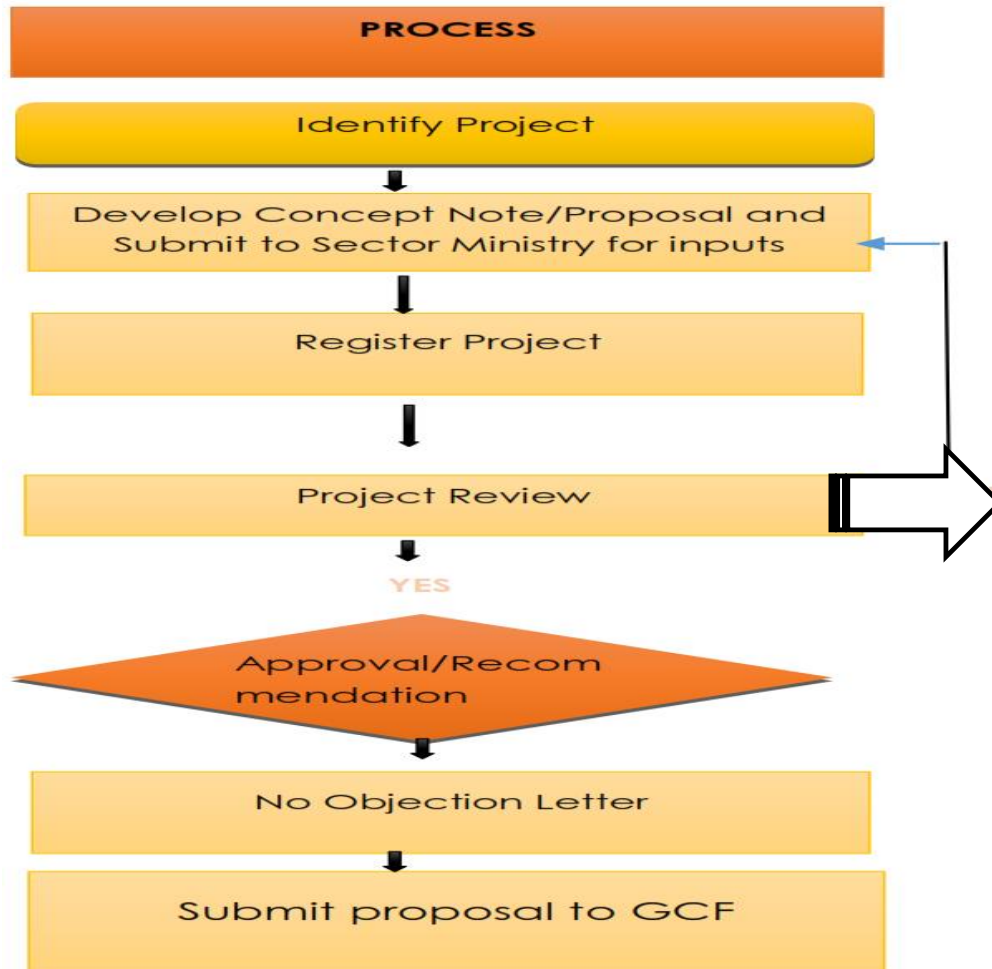 PROCESS
Identify Project
Develop Concept Note/Proposal and
Submit to Sector Ministry for inputs
Register Project
Project Review
YES
Approval/Recom
mendation
No Objection Letter
Submit proposal to GCF